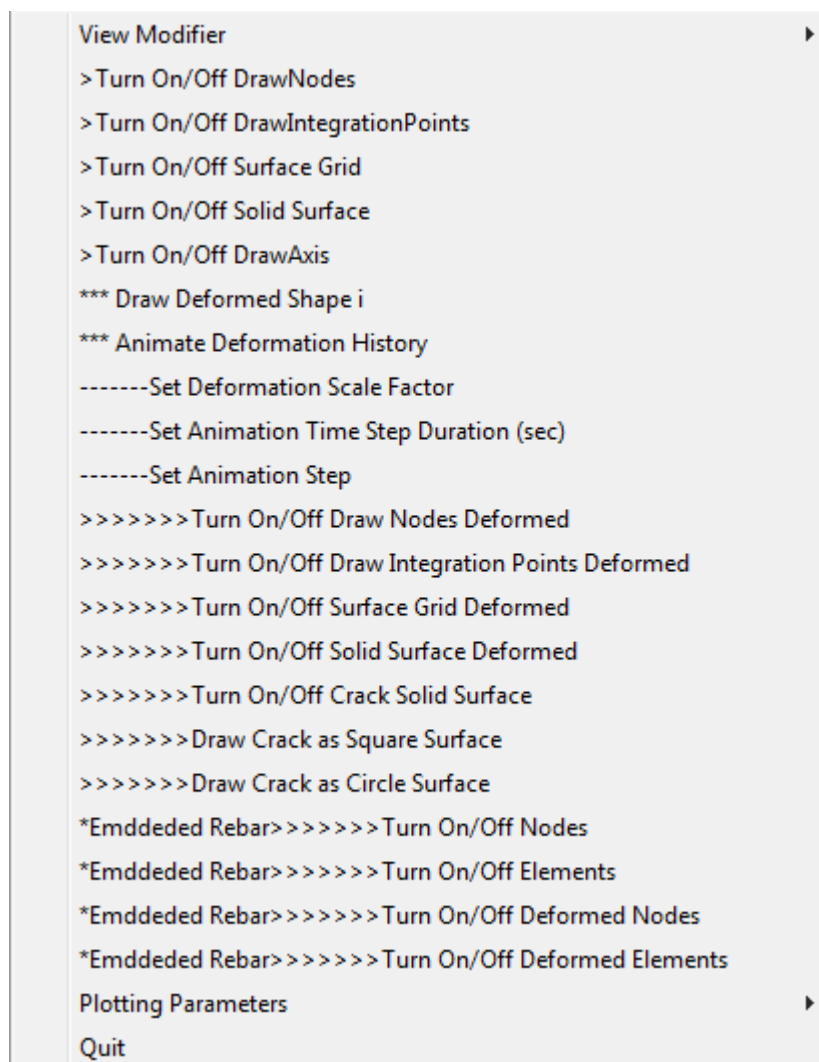 View Modifier
>Turn On/Off DrawNodes
>Turn On/Off DrawIntegrationPoints
>Turn On/Off Surface Grid
>Turn On/Off Solid Surface
>Turn On/Off DrawAxis
*** Draw Deformed Shape i
*** Animate Deformation History
-------Set Deformation Scale Factor
-------Set Animation Time Step Duration (sec)
-------Set Animation Step
>>>>>>>Turn On/Off Draw Nodes Deformed
>>>>>>>Turn On/Off Draw Integration Points Deformed
>>>>>>>Turn On/Off Surface Grid Deformed
>>>>>>>Turn On/Off Solid Surface Deformed
>>>>>>>Turn On/Off Crack Solid Surface
>>>>>>>Draw Crack as Square Surface
>>>>>>>Draw Crack as Circle Surface
*Emddeded Rebar>>>>>>>Turn On/Off Nodes
*Emddeded Rebar>>>>>>>Turn On/Off Elements
*Emddeded Rebar>>>>>>>Turn On/Off Deformed Nodes
*Emddeded Rebar>>>>>>>Turn On/Off Deformed Elements
Plotting Parameters
Quit